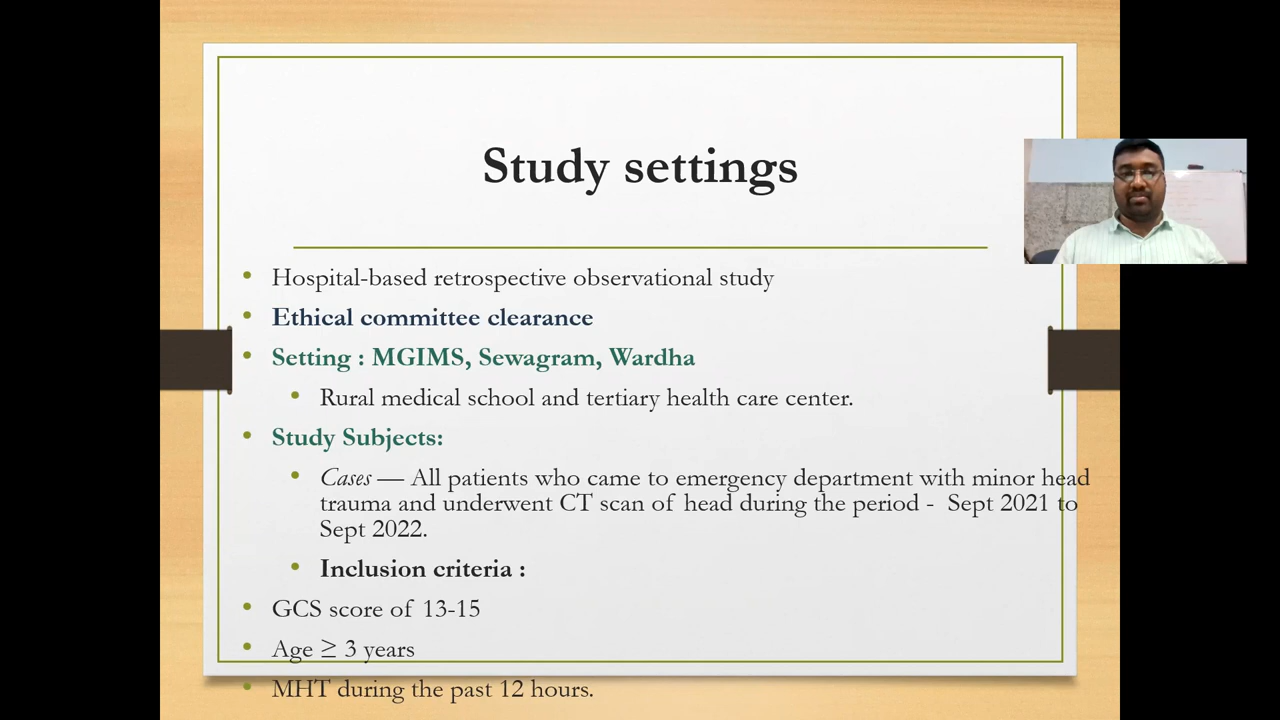 Study settings
• Hospital-based retrospective observational study
• Ethical committee clearance
• Setting : MGIMS, Sewagram, Wardha
• Rural medical school and tertiary health care center.
• Study Subjects:
• Cases — All patients who came to emergency department with minor head
trauma and underwent CT scan of head during the period - Sept 2021 to
Sept 2022.
• Inclusion criteria :
• GCS score of 13-15
• Age ≥ 3 years
• MHT during the past 12 hours.